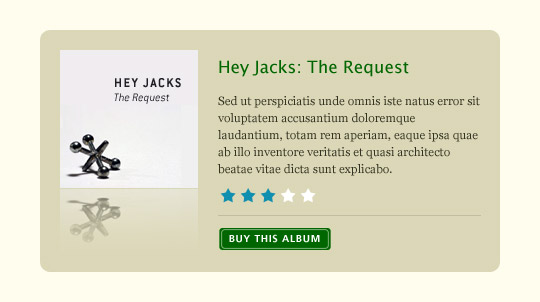 HEY JACKS
The Request
Hey Jacks: The Request
Sed ut perspiciatis unde omnis iste natus error sit
voluptatem accusantium doloremque
laudantium, totam rem aperiam, eaque ipsa quae
ab illo inventore veritatis et quasi architecto
beatae vitae dicta sunt explicabo.
BUY THIS ALBUM